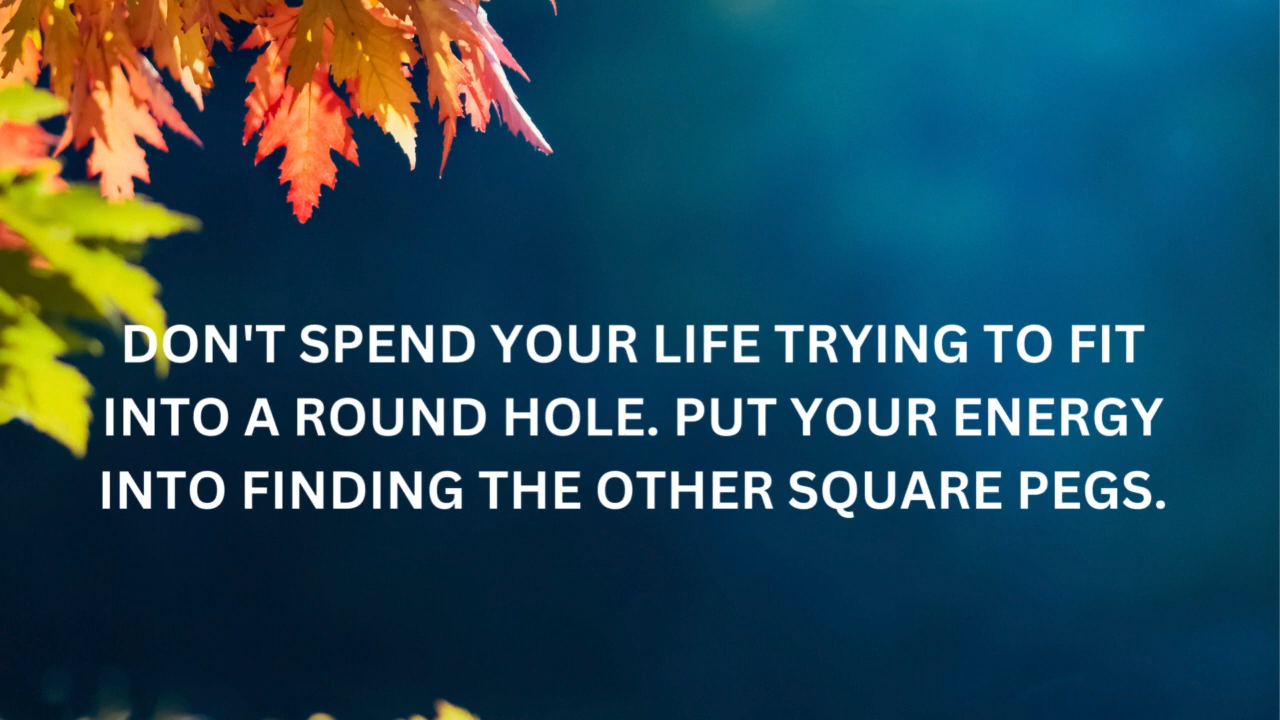 DON'T SPEND YOUR LIFE TRYING TO FIT
INTO A ROUND HOLE. PUT YOUR ENERGY
INTO FINDING THE OTHER SQUARE PEGS.